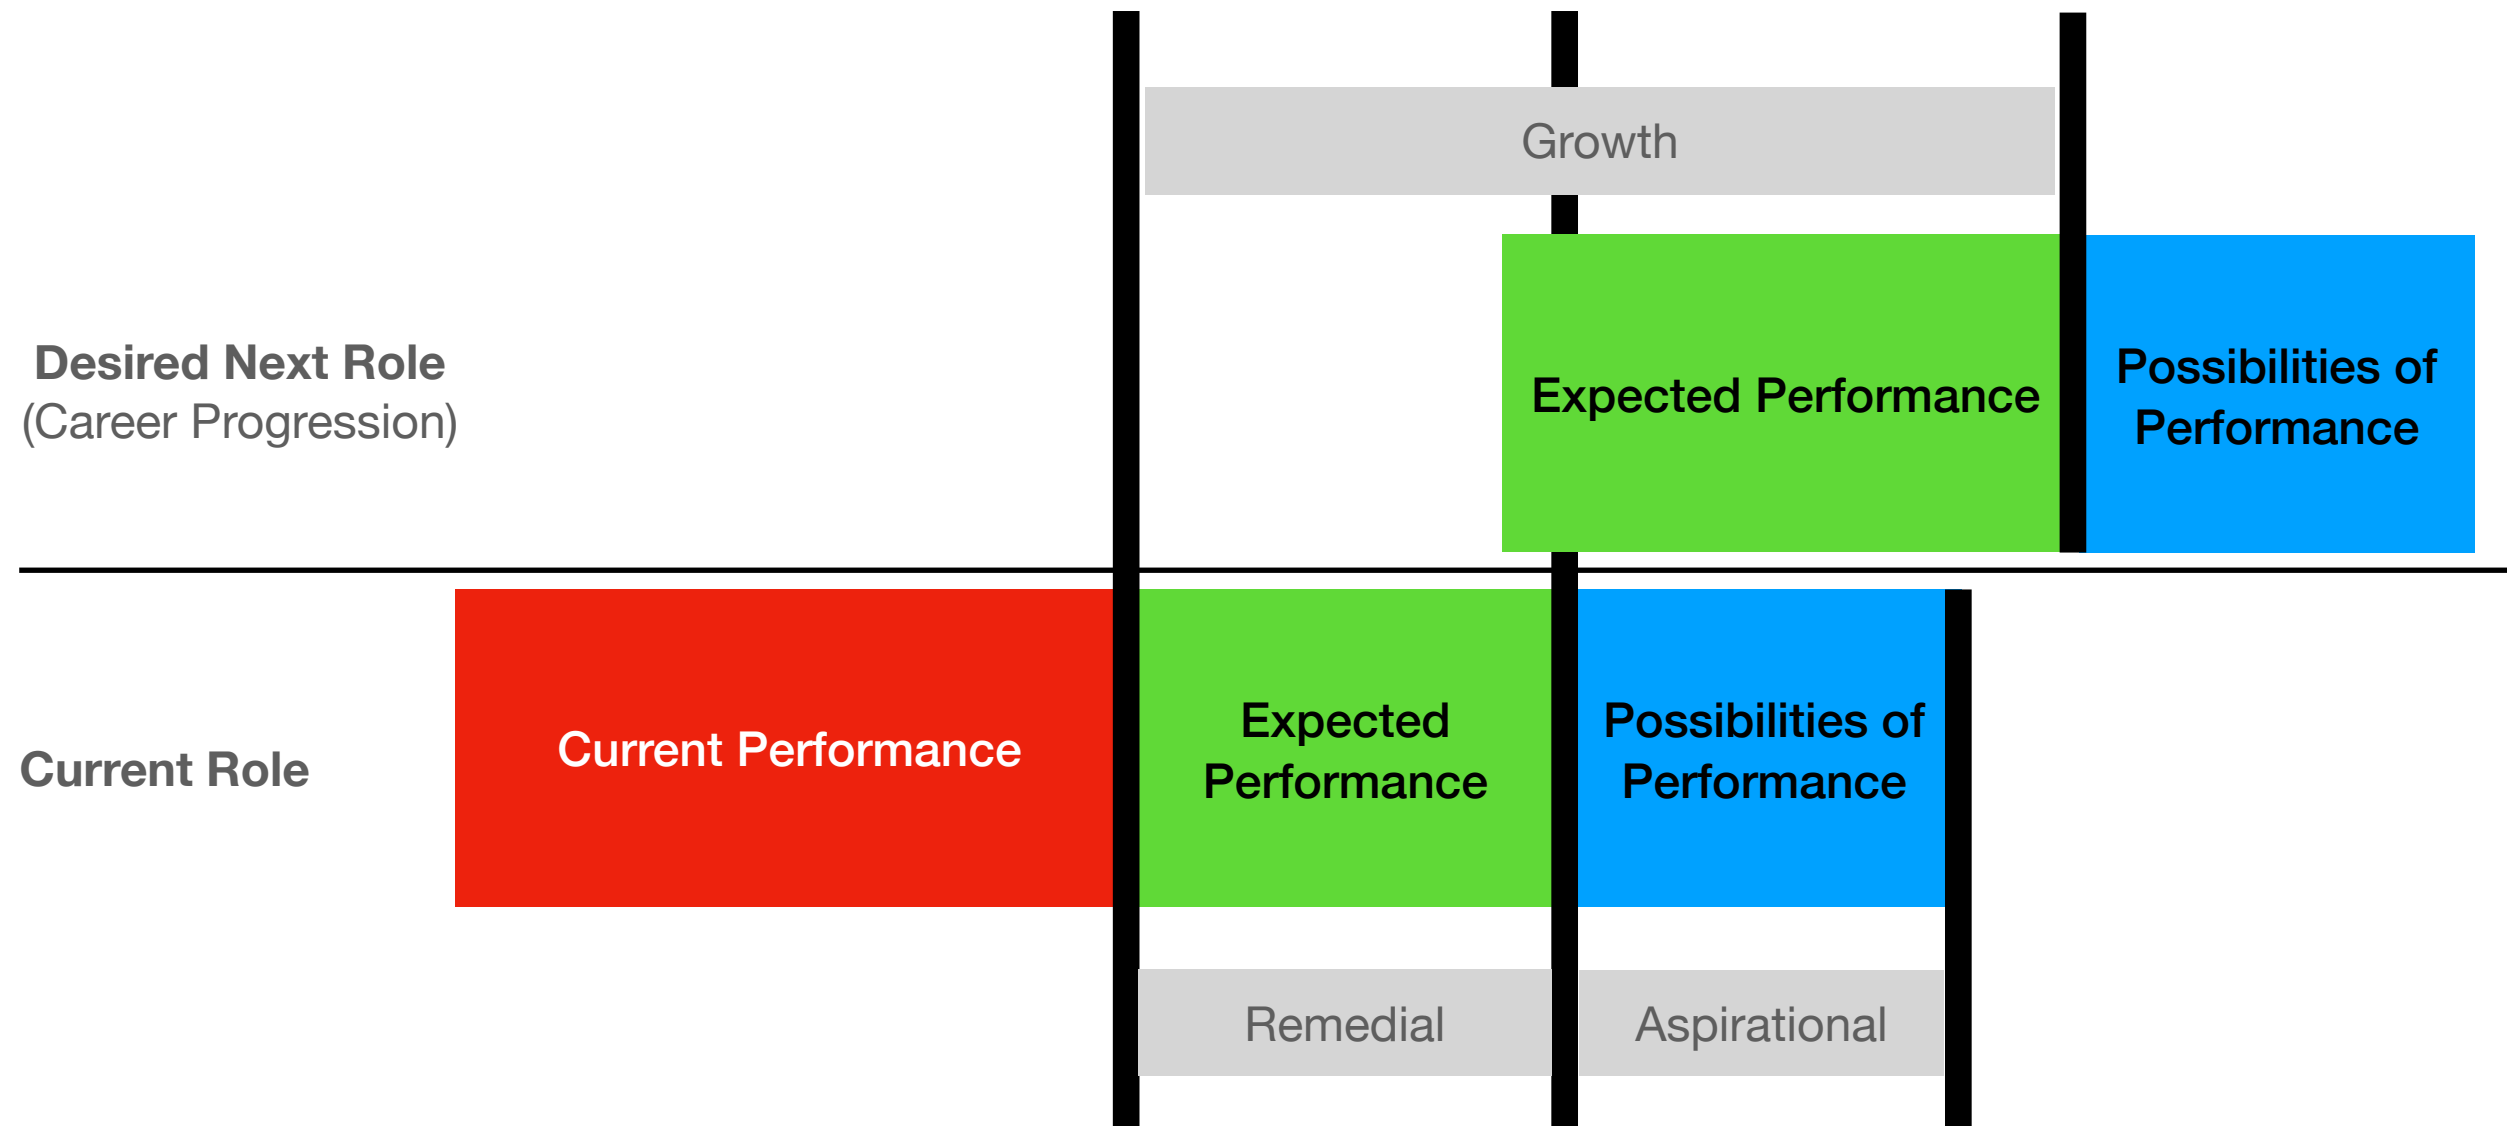 Growth
Desired Next Role
(Career Progression)
Expected Performance
Possibilities of
Performance
Current Role
Current Performance
Expected
Performance
Possibilities of
Performance
Remedial
Aspirational